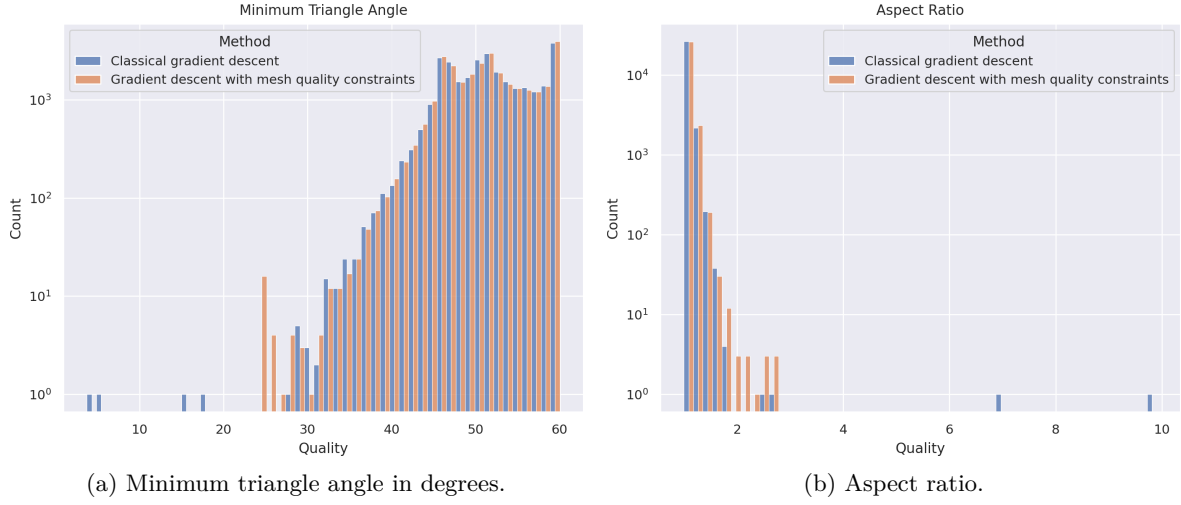 Minimum Triangle Angle
Method
Classical gradient descent
Gradient descent with mesh quality constraints
Count
10³
10²
10¹
10⁰
10
20
30
40
50
60
Quality
(a) Minimum triangle angle in degrees.
Aspect Ratio
Method
Classical gradient descent
Gradient descent with mesh quality constraints
Count
10⁴
10³
10²
10¹
10⁰
2
4
6
8
10
Quality
(b) Aspect ratio.